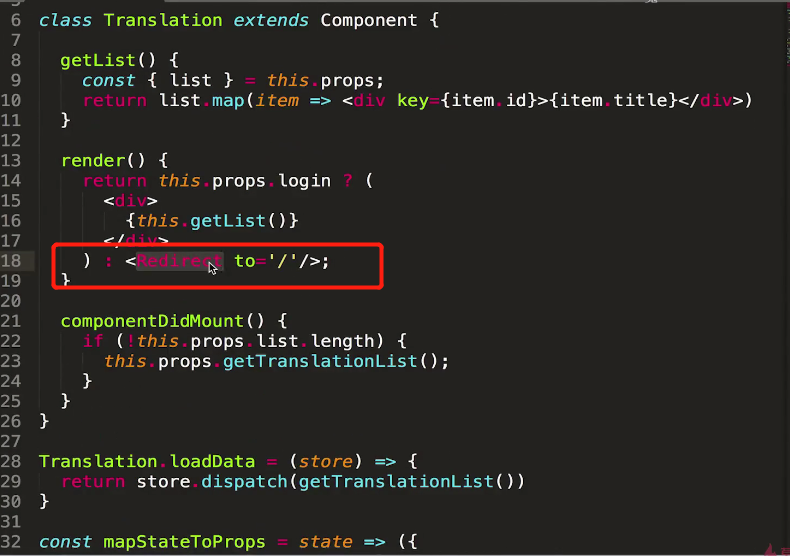 6 class Translation extends Component {
7
8 getList() {
9 const { list } = this.props;
10 return list.map(item => <div key={item.id}>{item.title}</div>)
11 }
12
13 render() {
14 return this.props.login ? (
15 <div>
16 {this.getList()}
17 </div>
18 ) : <Redirect to='/'/>;
19 }
20
21 componentDidMount() {
22 if (!this.props.list.length) {
23 this.props.getTranslationList();
24 }
25 }
26 }
27
28 Translation.loadData = (store) => {
29 return store.dispatch(getTranslationList())
30 }
31
32 const mapStateToProps = state => ({